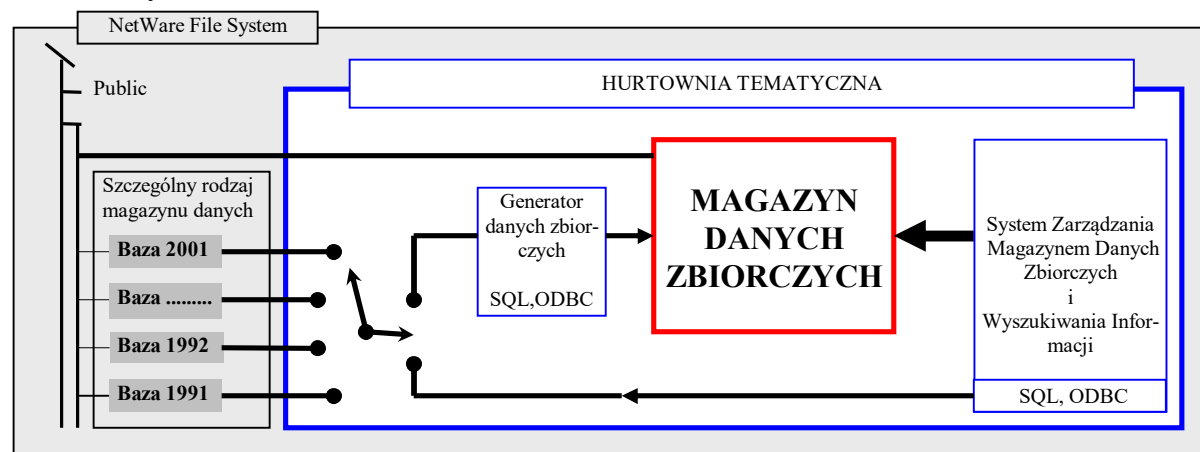 NetWare File System
Public
HURTOWNIA TEMATYCZNA
Szczególny rodzaj
magazynu danych
Baza 2001
Baza .........
Baza 1992
Baza 1991
Generator
danych zbior-
czych
SQL,ODBC
MAGAZYN
DANYCH
ZBIORCZYCH
System Zarządzania
Magazynem Danych
Zbiorczych
i
Wyszukiwania Infor-
macji
SQL, ODBC